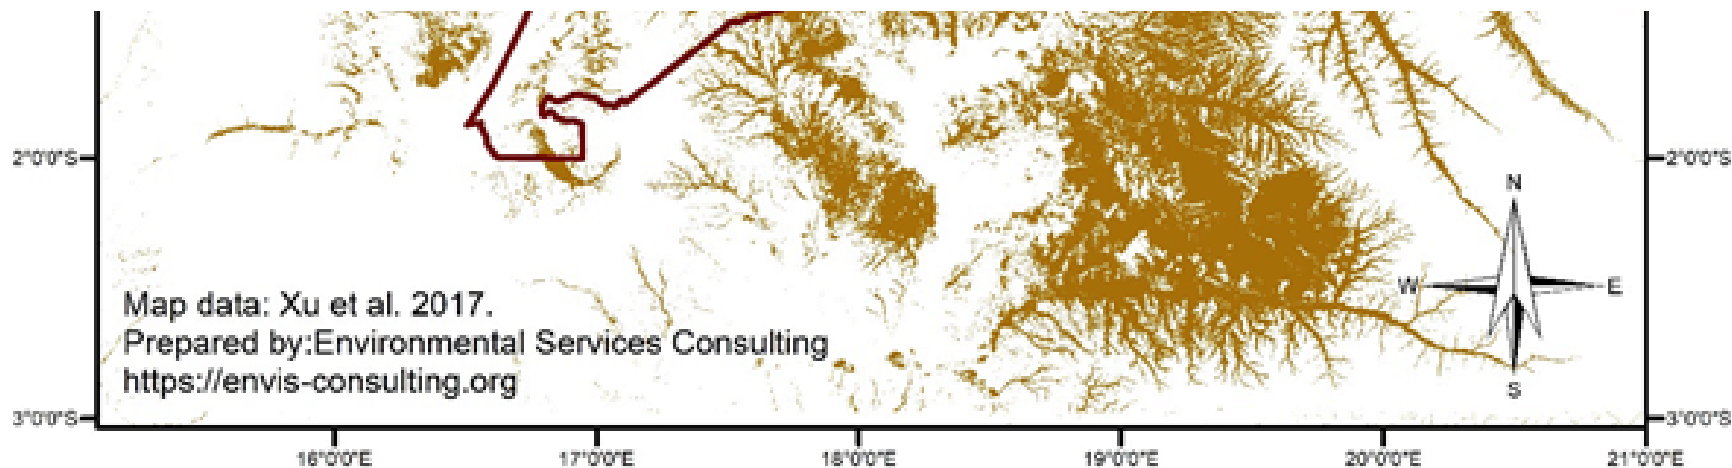 2°0'0"S
2°0'0"S
N
W
E
S
Map data: Xu et al. 2017.
Prepared by:Environmental Services Consulting
https://envis-consulting.org
3°0'0"S
3°0'0"S
16°0'0"E
17°0'0"E
18°0'0"E
19°0'0"E
20°0'0"E
21°0'0"E